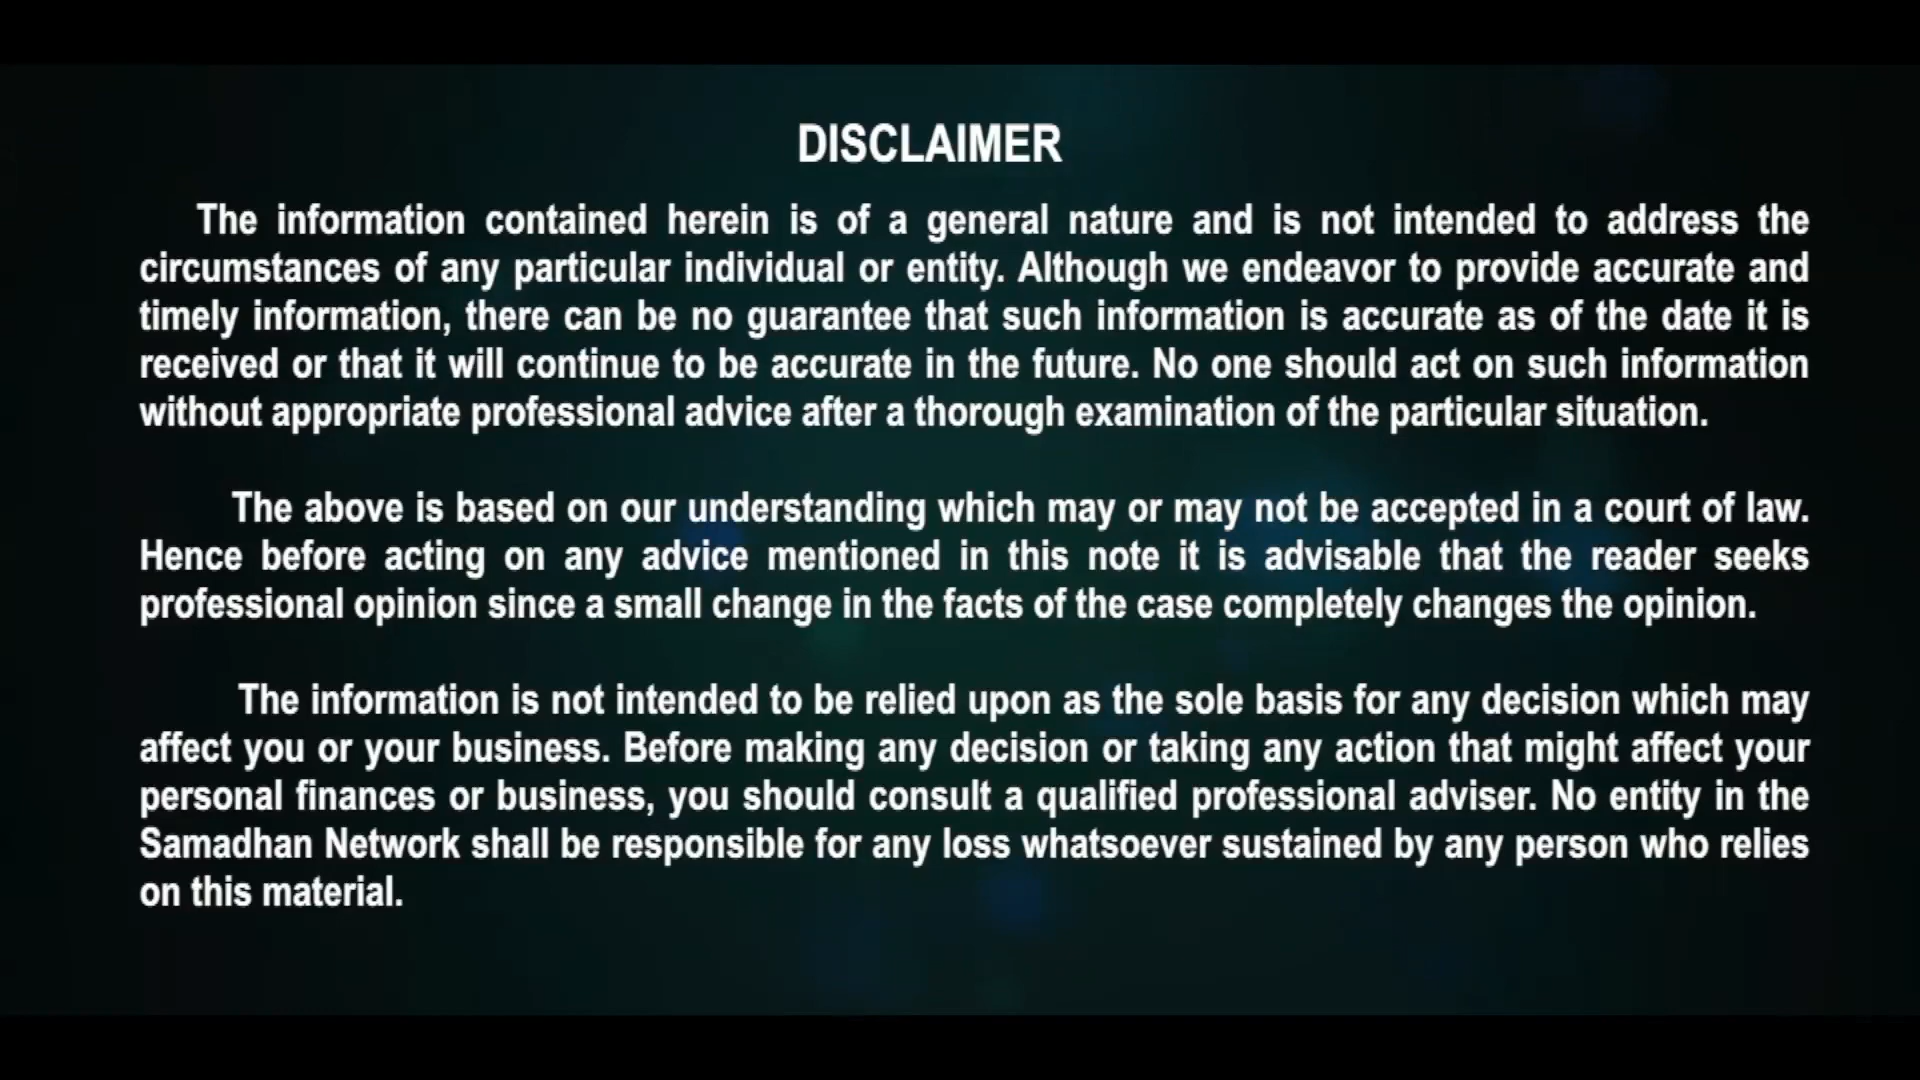 DISCLAIMER
The information contained herein is of a general nature and is not intended to address the
circumstances of any particular individual or entity. Although we endeavor to provide accurate and
timely information, there can be no guarantee that such information is accurate as of the date it is
received or that it will continue to be accurate in the future. No one should act on such information
without appropriate professional advice after a thorough examination of the particular situation.
The above is based on our understanding which may or may not be accepted in a court of law.
Hence before acting on any advice mentioned in this note it is advisable that the reader seeks
professional opinion since a small change in the facts of the case completely changes the opinion.
The information is not intended to be relied upon as the sole basis for any decision which may
affect you or your business. Before making any decision or taking any action that might affect your
personal finances or business, you should consult a qualified professional adviser. No entity in the
Samadhan Network shall be responsible for any loss whatsoever sustained by any person who relies
on this material.